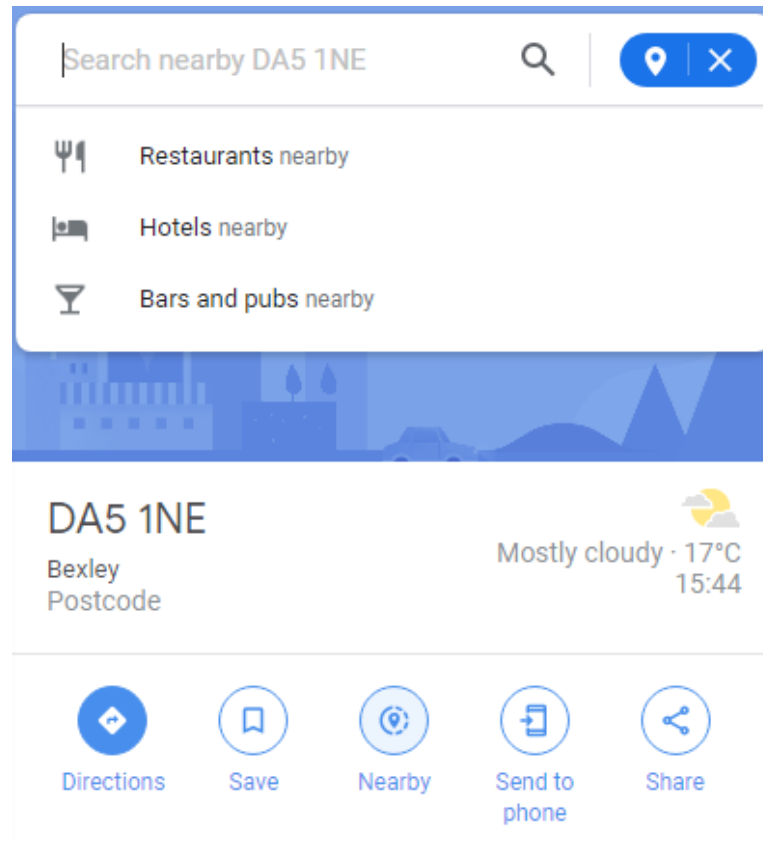 Search nearby DA5 1NE
Restaurants nearby
Hotels nearby
Bars and pubs nearby
DA5 1NE
Bexley
Postcode
Mostly cloudy · 17°C
15:44
Directions
Save
Nearby
Send to
phone
Share